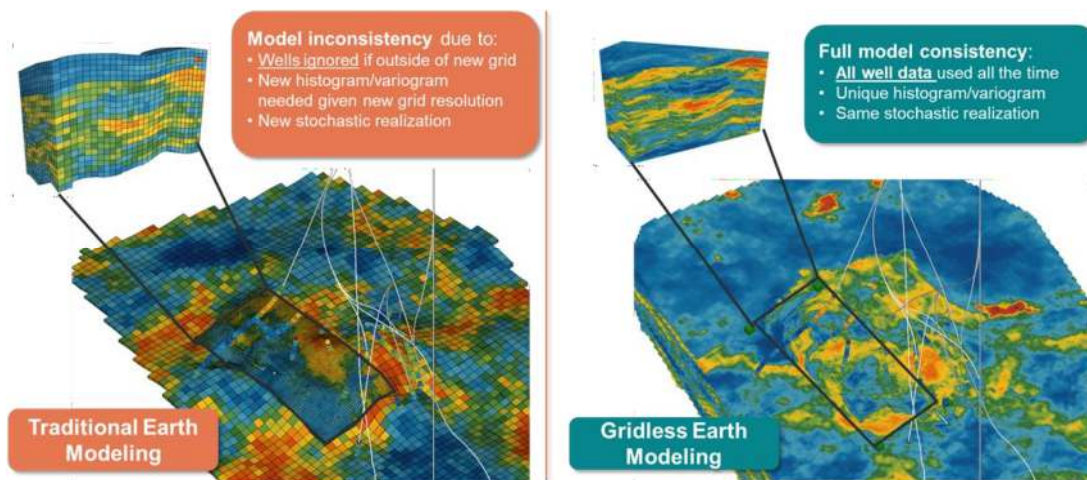 Model inconsistency due to:
• Wells ignored if outside of new grid
• New histogram/variogram
needed given new grid resolution
• New stochastic realization
Traditional Earth
Modeling
Full model consistency:
• All well data used all the time
• Unique histogram/variogram
• Same stochastic realization
Gridless Earth
Modeling